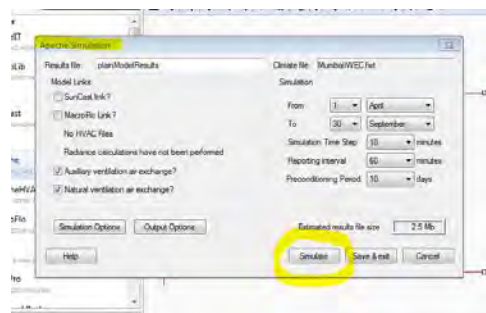 Apache Simulation
Results file: plainModelResults
Climate file: MumbaiIWEC.fwt
Model Links
SunCast link?
MacroFlo Link?
No HVAC files
Radiance calculations have not been performed
Auxiliary ventilation air exchange?
Natural ventilation air exchange?
Simulation Options
Output Options
Help
Simulation
From 1 April
To 30 September
Simulation Time Step 10 minutes
Reporting interval 60 minutes
Preconditioning Period 10 days
Estimated results file size 2.5 Mb
Simulate
Save & exit
Cancel